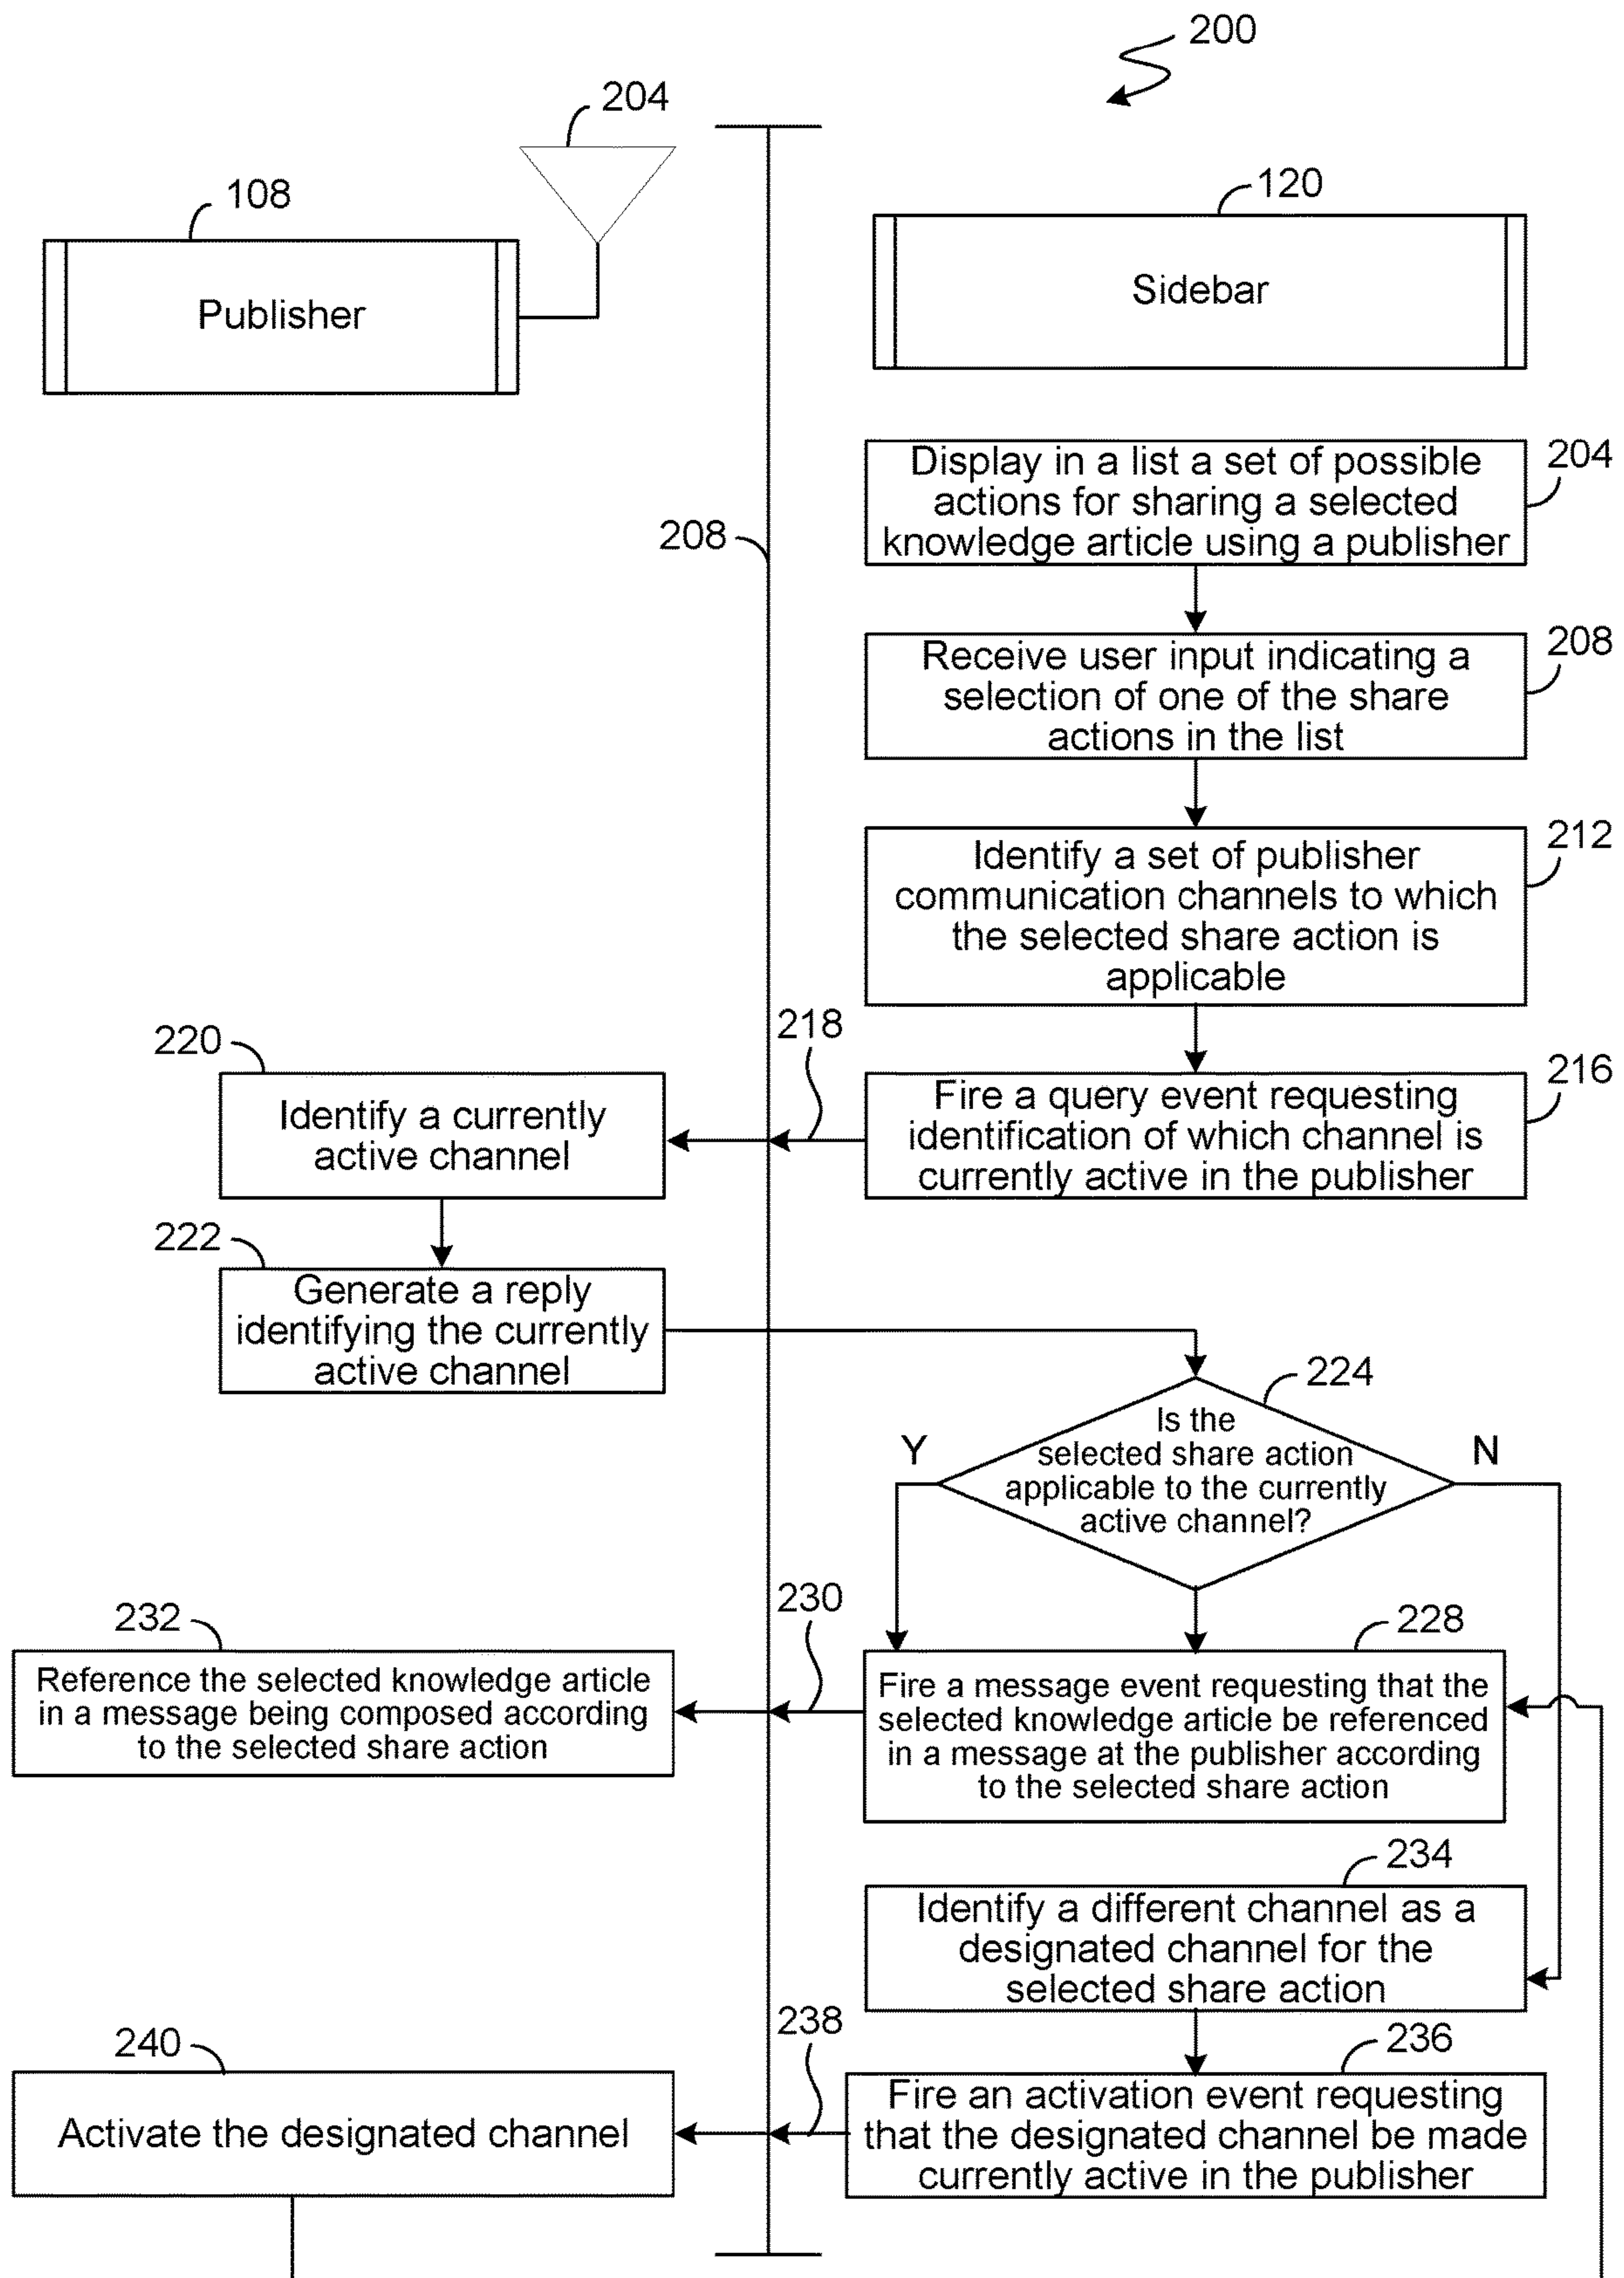 200
204
108
120
Publisher
Sidebar
Display in a list a set of possible
actions for sharing a selected
knowledge article using a publisher
204
208
Receive user input indicating a
selection of one of the share
actions in the list
208
Identify a set of publisher
communication channels to which
the selected share action is
applicable
212
218
220
Identify a currently
active channel
Fire a query event requesting
identification of which channel is
currently active in the publisher
216
222
Generate a reply
identifying the currently
active channel
224
Is the
selected share action
applicable to the currently
active channel?
Y
N
230
232
Reference the selected knowledge article
in a message being composed according
to the selected share action
228
Fire a message event requesting that the
selected knowledge article be referenced
in a message at the publisher according
to the selected share action
234
Identify a different channel as a
designated channel for the
selected share action
238
240
Activate the designated channel
236
Fire an activation event requesting
that the designated channel be made
currently active in the publisher